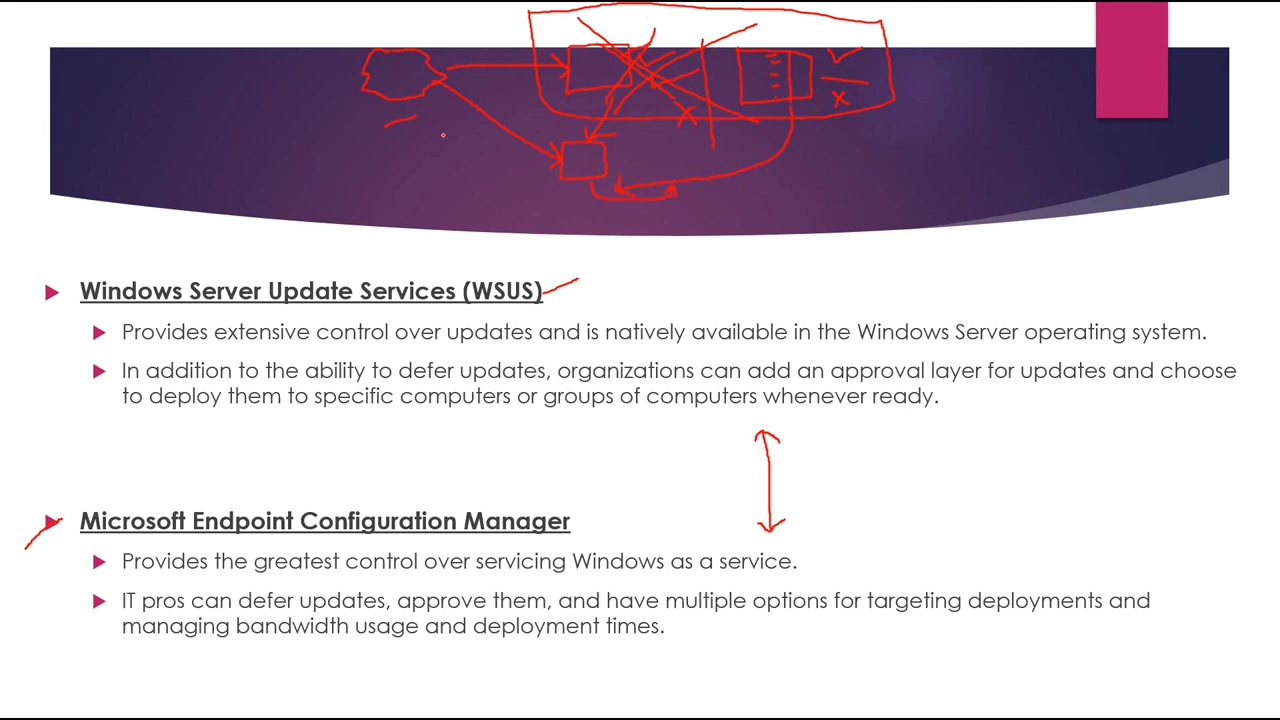 Windows Server Update Services (WSUS)
Provides extensive control over updates and is natively available in the Windows Server operating system.
In addition to the ability to defer updates, organizations can add an approval layer for updates and choose
to deploy them to specific computers or groups of computers whenever ready.
Microsoft Endpoint Configuration Manager
Provides the greatest control over servicing Windows as a service.
IT pros can defer updates, approve them, and have multiple options for targeting deployments and
managing bandwidth usage and deployment times.